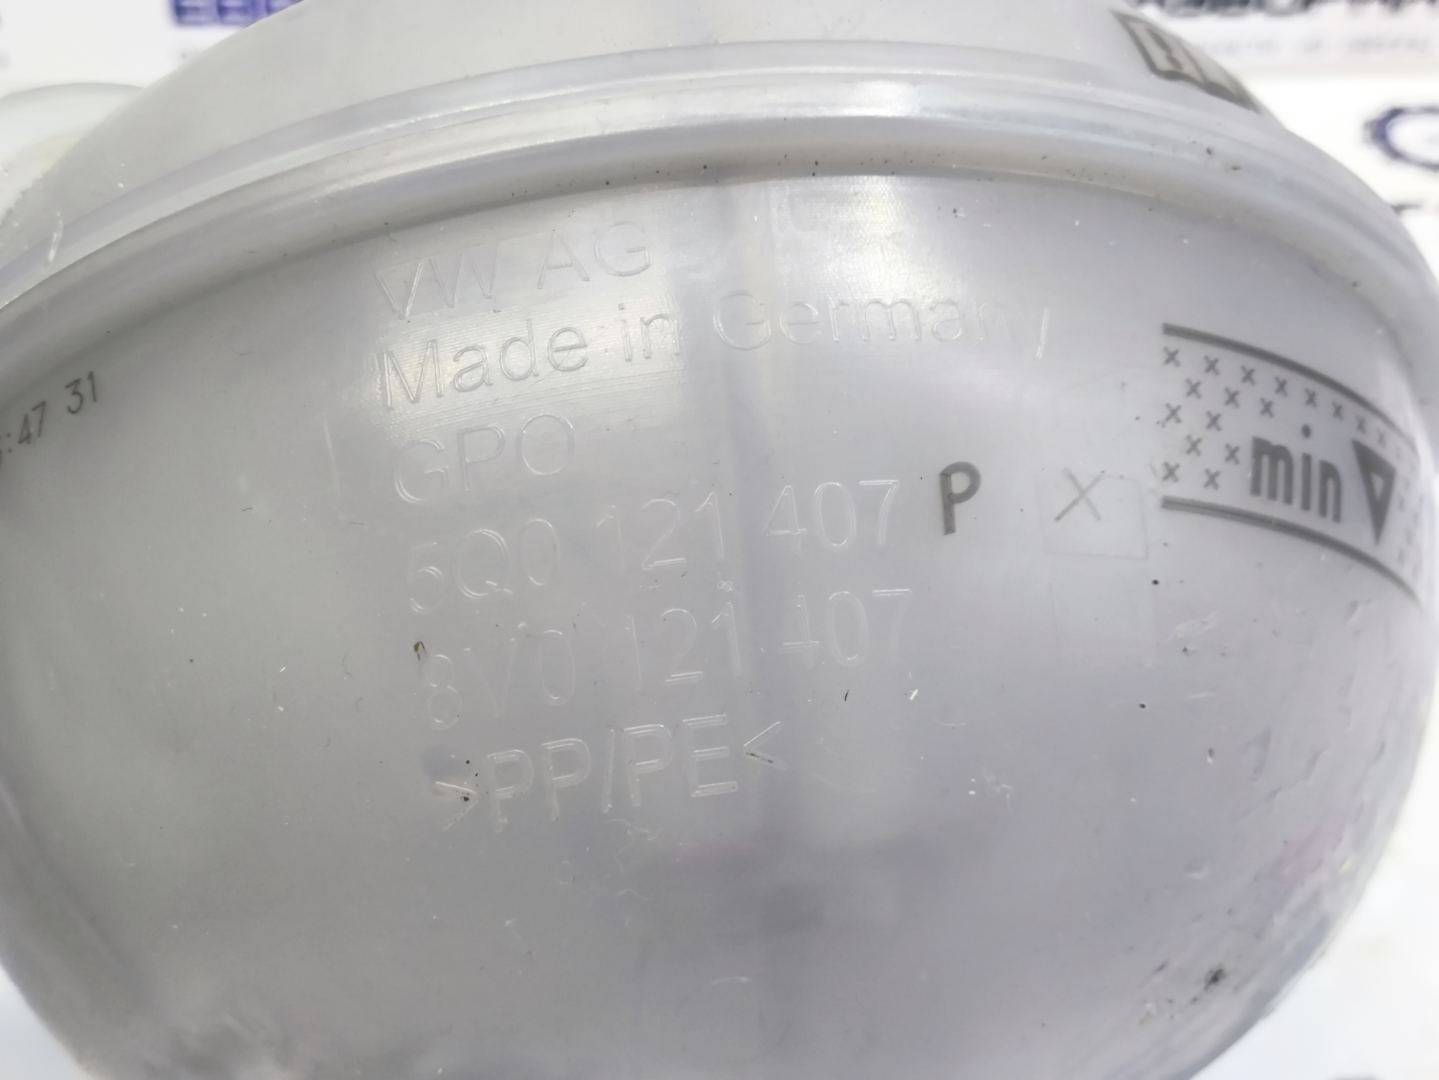 VW AG
Made in Germany
GPO
5Q0 121 407 P X
8V0 121 407
>PP/PE<
min
:47 31